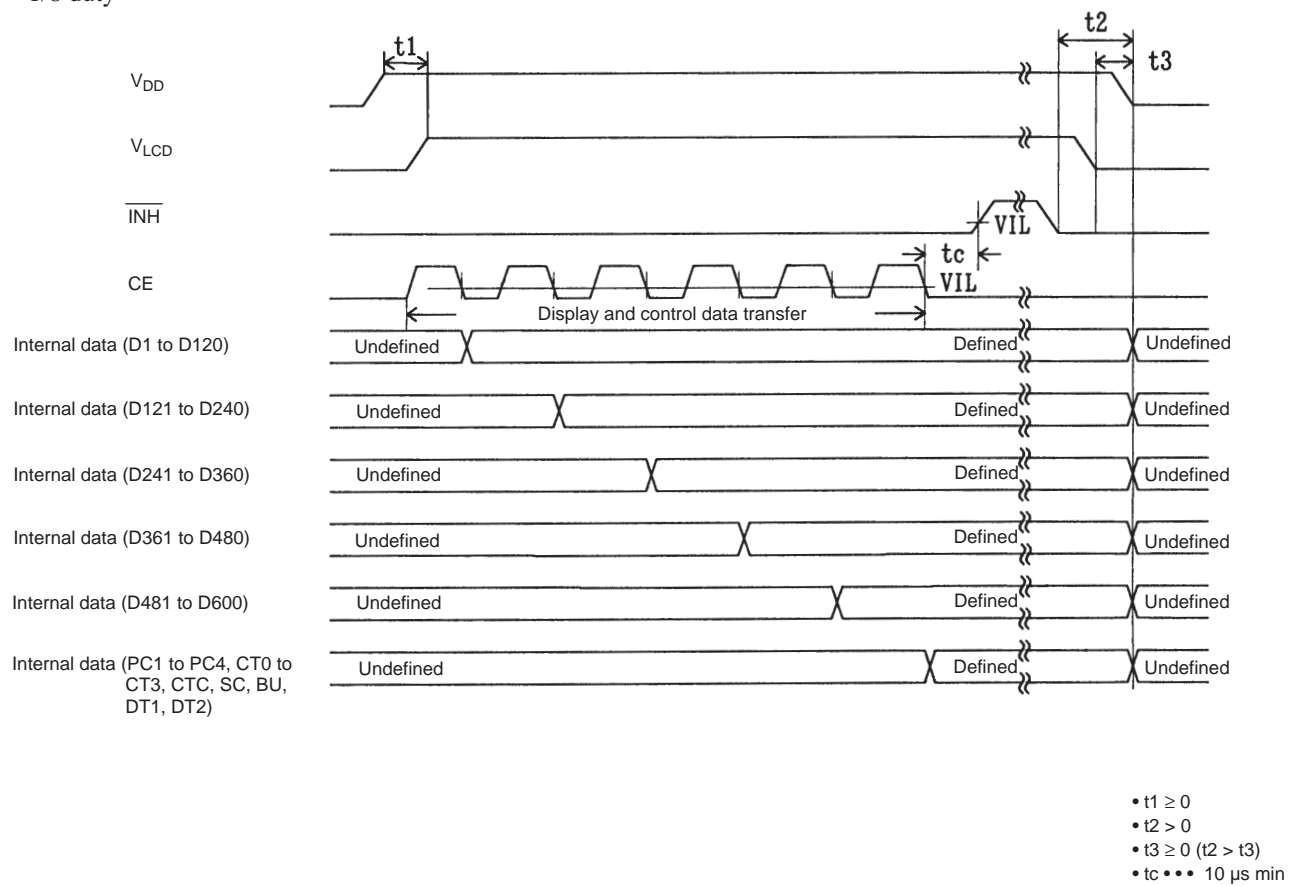 t2
t1
t3
VDD
VLCD
INH
VIL
tc
CE
VIL
Display and control data transfer
Internal data (D1 to D120)
Undefined
Defined
Undefined
Internal data (D121 to D240)
Undefined
Defined
Undefined
Internal data (D241 to D360)
Undefined
Defined
Undefined
Internal data (D361 to D480)
Undefined
Defined
Undefined
Internal data (D481 to D600)
Undefined
Defined
Undefined
Internal data (PC1 to PC4, CT0 to
CT3, CTC, SC, BU,
DT1, DT2)
Undefined
Defined
Undefined
• t1 ≥ 0
• t2 > 0
• t3 ≥ 0 (t2 > t3)
• tc ••• 10 µs min